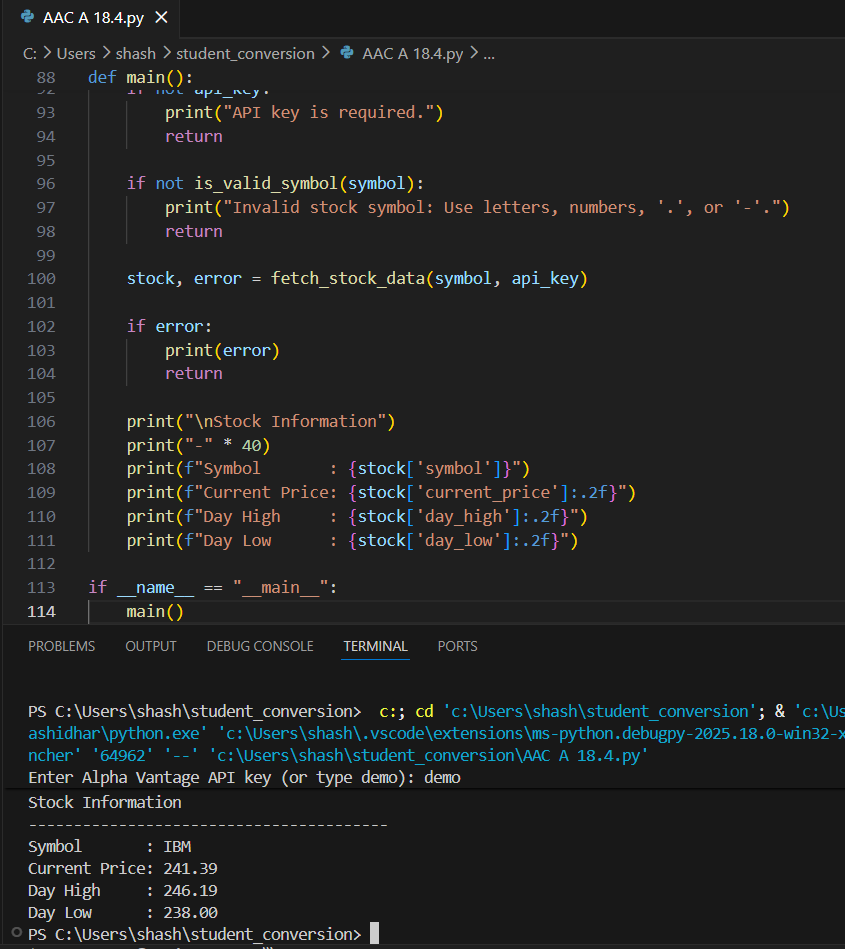 AAC A 18.4.py
C: > Users > shash > student_conversion > AAC A 18.4.py > ...
88 def main():
92 if not api_key:
93 print("API key is required.")
94 return
95
96 if not is_valid_symbol(symbol):
97 print("Invalid stock symbol: Use letters, numbers, '.', or '-'.")
98 return
99
100 stock, error = fetch_stock_data(symbol, api_key)
101
102 if error:
103 print(error)
104 return
105
106 print("\nStock Information")
107 print("-" * 40)
108 print(f"Symbol       : {stock['symbol']}")
109 print(f"Current Price: {stock['current_price']:.2f}")
110 print(f"Day High     : {stock['day_high']:.2f}")
111 print(f"Day Low      : {stock['day_low']:.2f}")
112
113 if __name__ == "__main__":
114 main()
PROBLEMS OUTPUT DEBUG CONSOLE TERMINAL PORTS
PS C:\Users\shash\student_conversion>  c:; cd 'c:\Users\shash\student_conversion'; & 'c:\Us
ashidhar\python.exe' 'c:\Users\shash\.vscode\extensions\ms-python.debugpy-2025.18.0-win32-x
ncher' '64962' '--' 'c:\Users\shash\student_conversion\AAC A 18.4.py'
Enter Alpha Vantage API key (or type demo): demo
Stock Information
----------------------------------------
Symbol       : IBM
Current Price: 241.39
Day High     : 246.19
Day Low      : 238.00
PS C:\Users\shash\student_conversion>